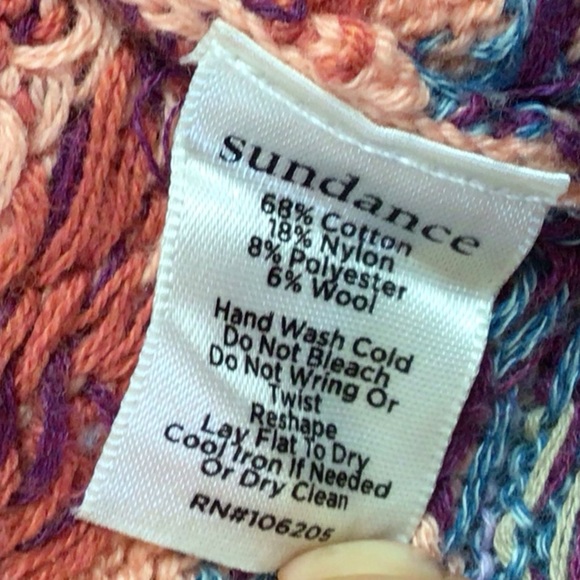 sundance
68% Cotton
18% Nylon
8% Polyester
6% Wool
Hand Wash Cold
Do Not Bleach
Do Not Wring Or
Twist
Reshape
Lay Flat To Dry
Cool Iron If Needed
Or Dry Clean
RN#106205